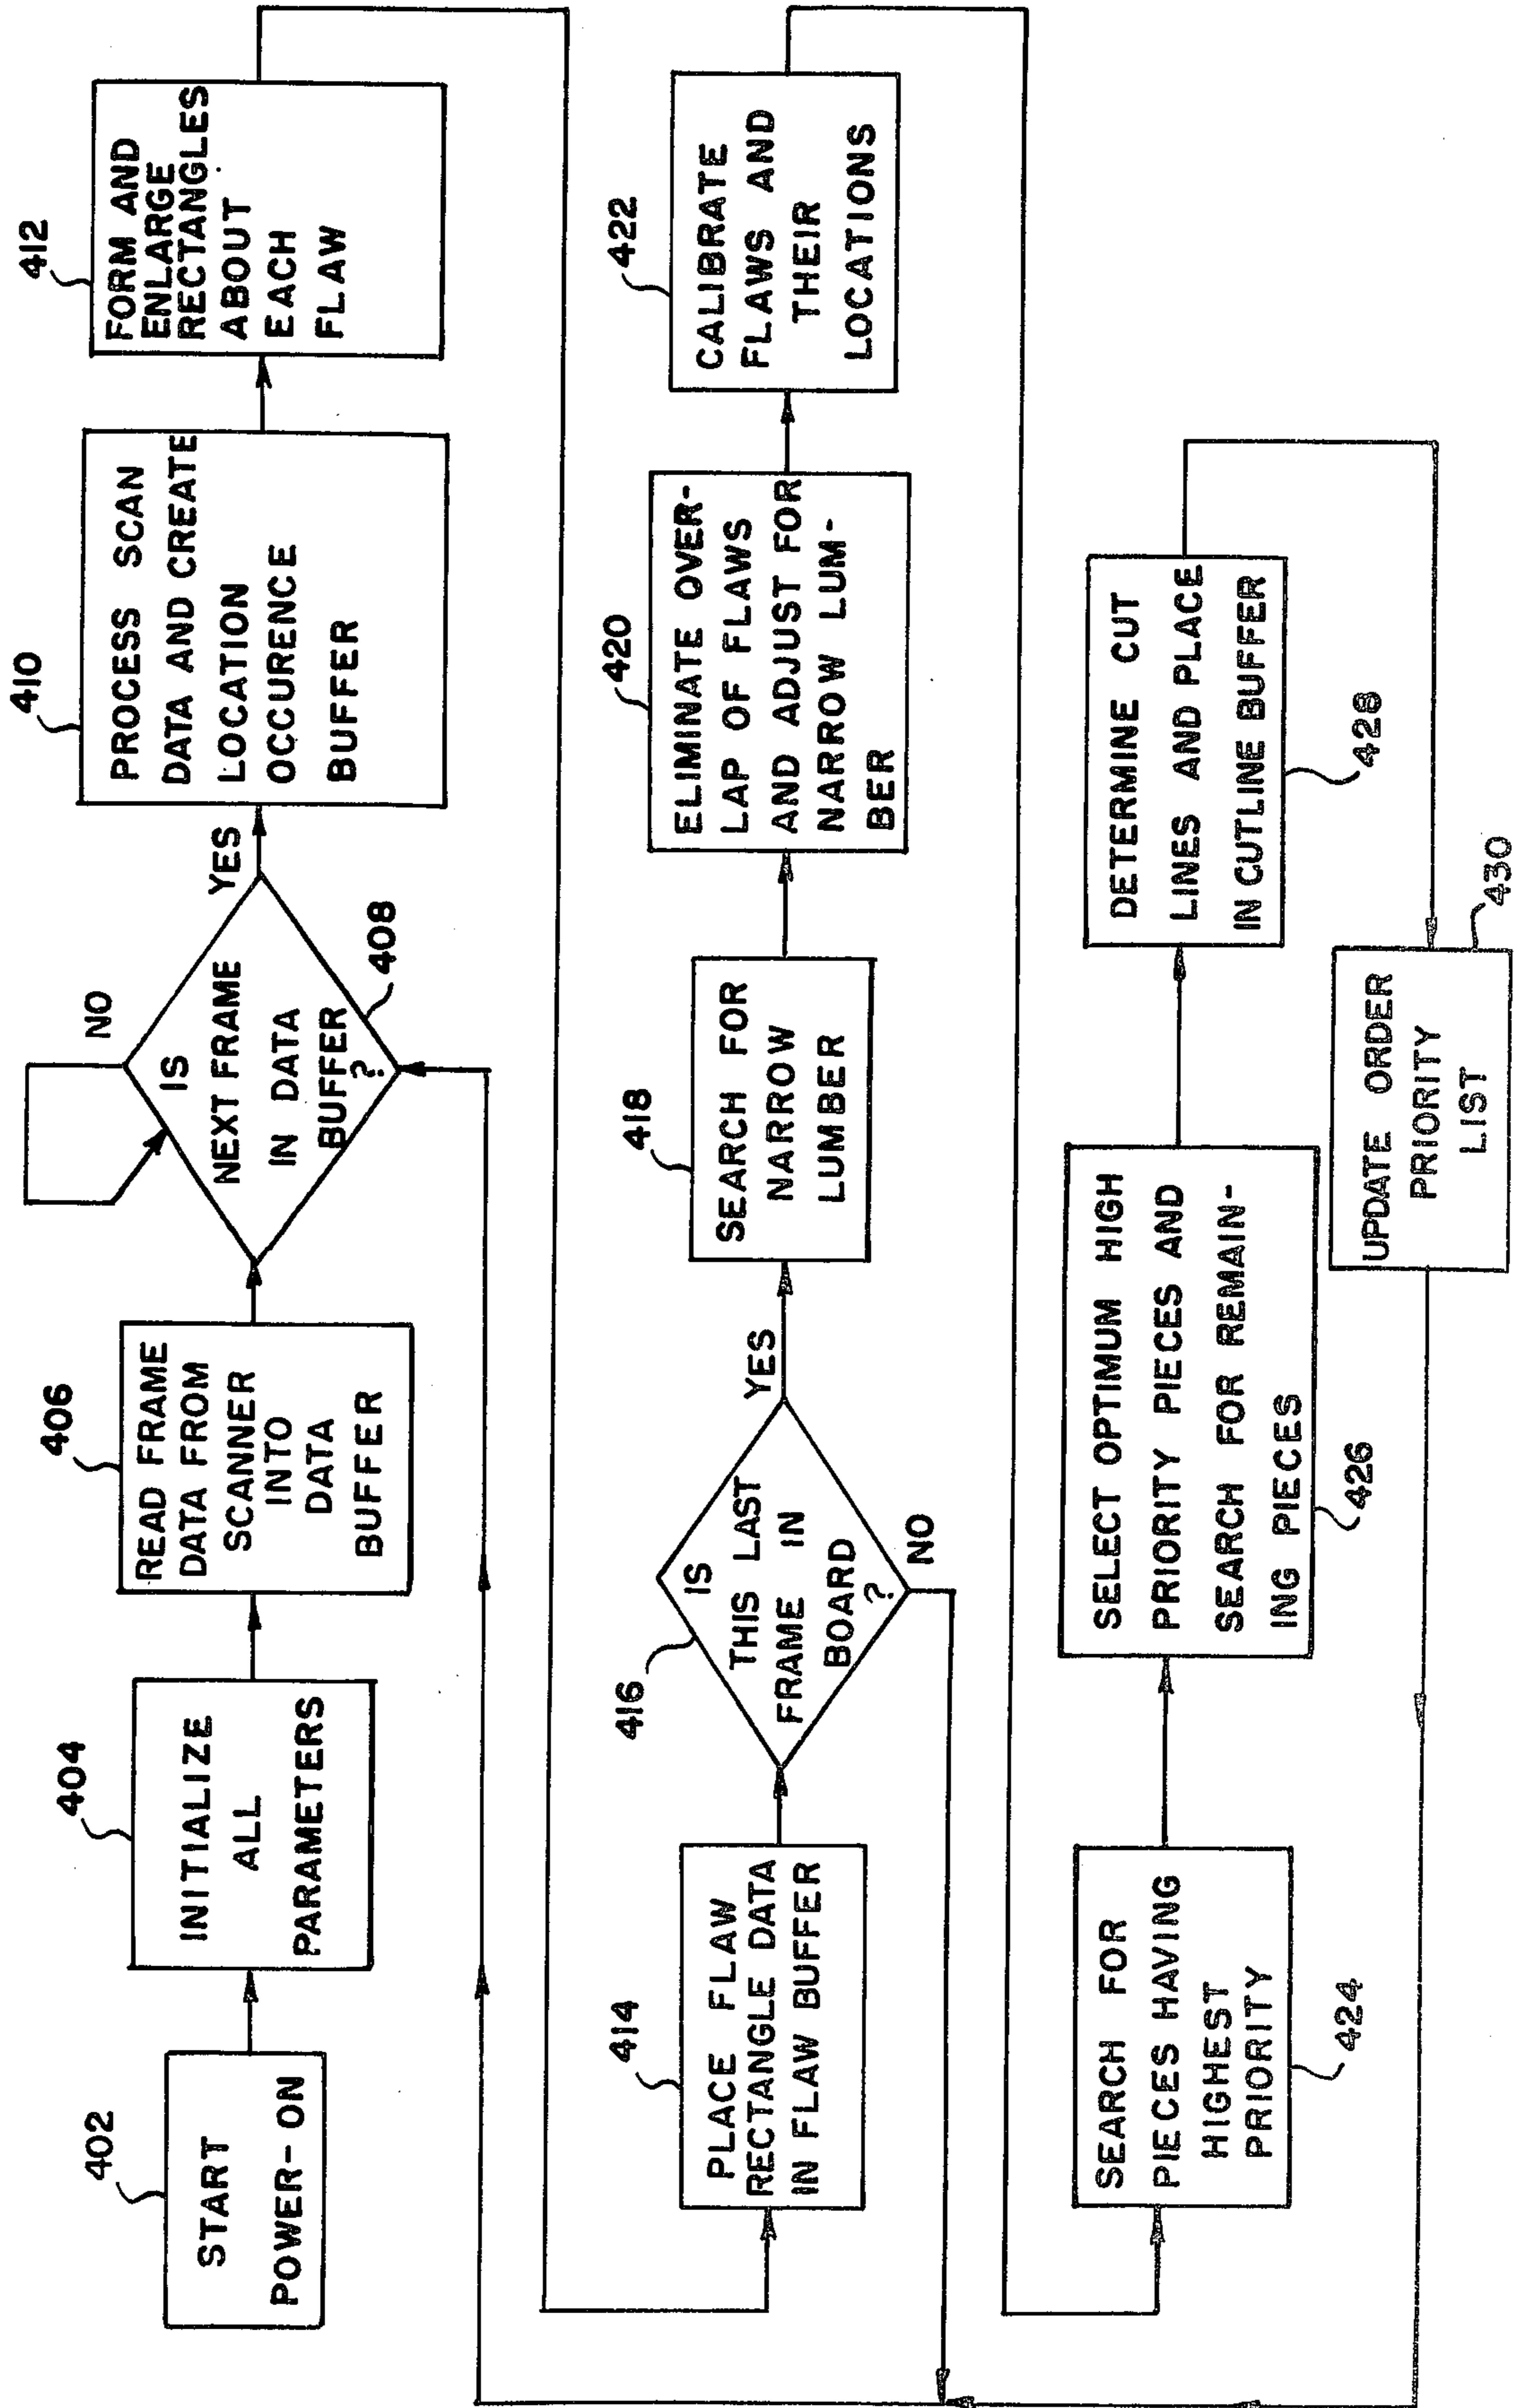 402
START
POWER-ON
404
INITIALIZE
ALL
PARAMETERS
406
READ FRAME
DATA FROM
SCANNER
INTO
DATA
BUFFER
408
IS
NEXT FRAME
IN DATA
BUFFER
?
NO
YES
410
PROCESS SCAN
DATA AND CREATE
LOCATION
OCCURENCE
BUFFER
412
FORM AND
ENLARGE
RECTANGLES
ABOUT
EACH
FLAW
414
PLACE FLAW
RECTANGLE DATA
IN FLAW BUFFER
416
IS
THIS LAST
FRAME IN
BOARD
?
NO
YES
418
SEARCH FOR
NARROW
LUMBER
420
ELIMINATE OVER-
LAP OF FLAWS
AND ADJUST FOR
NARROW LUM-
BER
422
CALIBRATE
FLAWS AND
THEIR
LOCATIONS
SEARCH FOR
PIECES HAVING
HIGHEST
PRIORITY
424
SELECT OPTIMUM HIGH
PRIORITY PIECES AND
SEARCH FOR REMAIN-
ING PIECES
426
DETERMINE CUT
LINES AND PLACE
IN CUTLINE BUFFER
428
430
UPDATE ORDER
PRIORITY
LIST